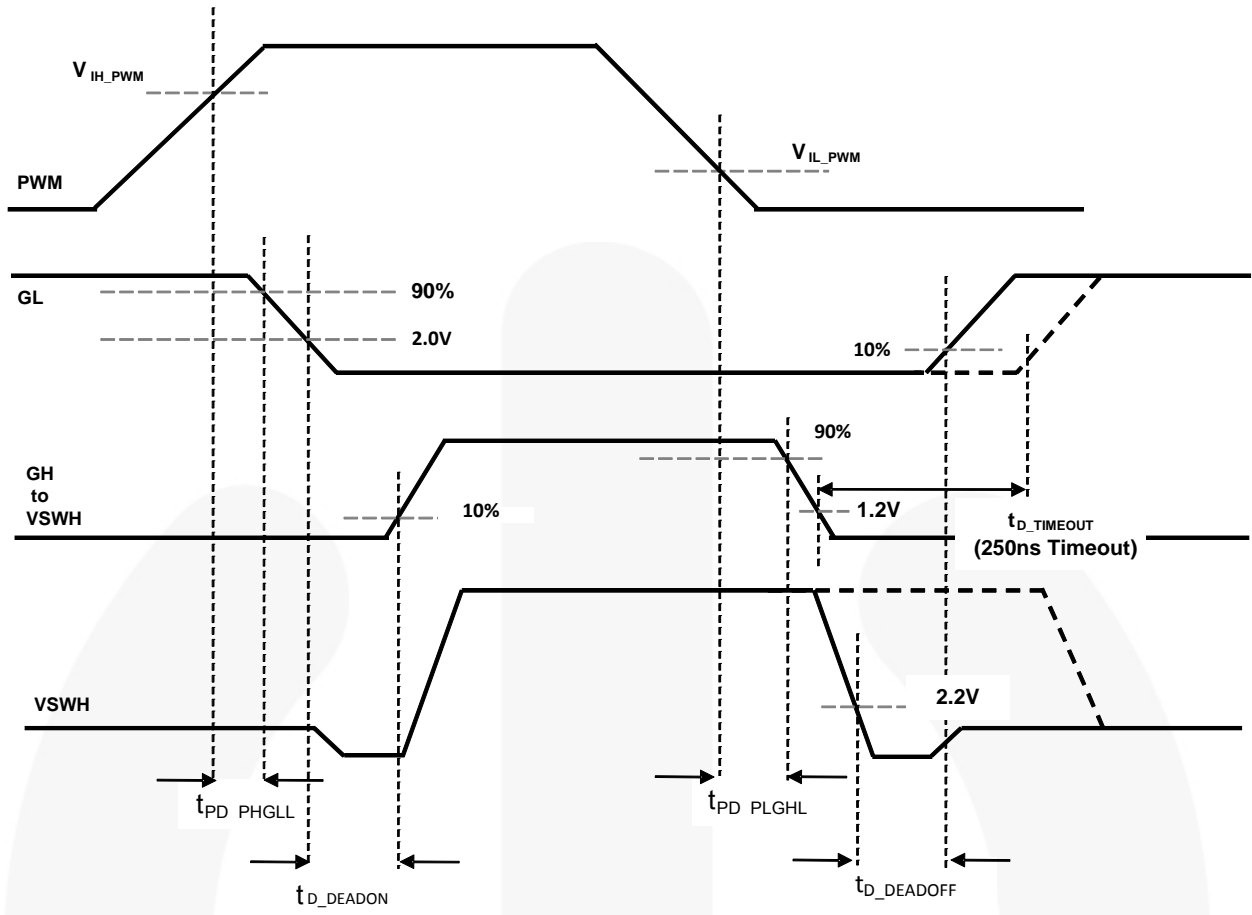 V IH_PWM
V IL_PWM
PWM
GL
90%
2.0V
10%
90%
GH
to
VSWH
10%
1.2V
t D_TIMEOUT
(250ns Timeout)
VSWH
2.2V
t PD PHGLL
t PD PLGHL
t D_DEADON
t D_DEADOFF